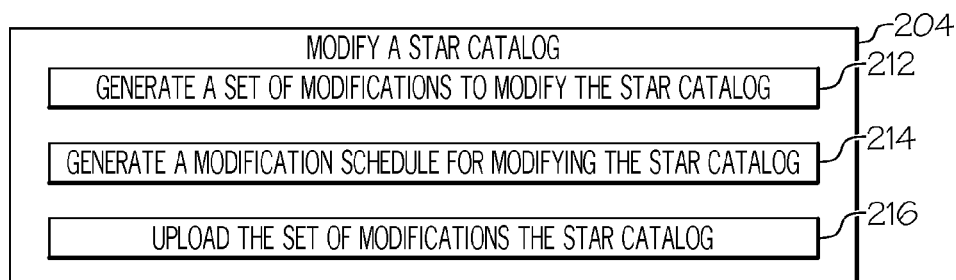 204
MODIFY A STAR CATALOG
212
GENERATE A SET OF MODIFICATIONS TO MODIFY THE STAR CATALOG
214
GENERATE A MODIFICATION SCHEDULE FOR MODIFYING THE STAR CATALOG
216
UPLOAD THE SET OF MODIFICATIONS THE STAR CATALOG